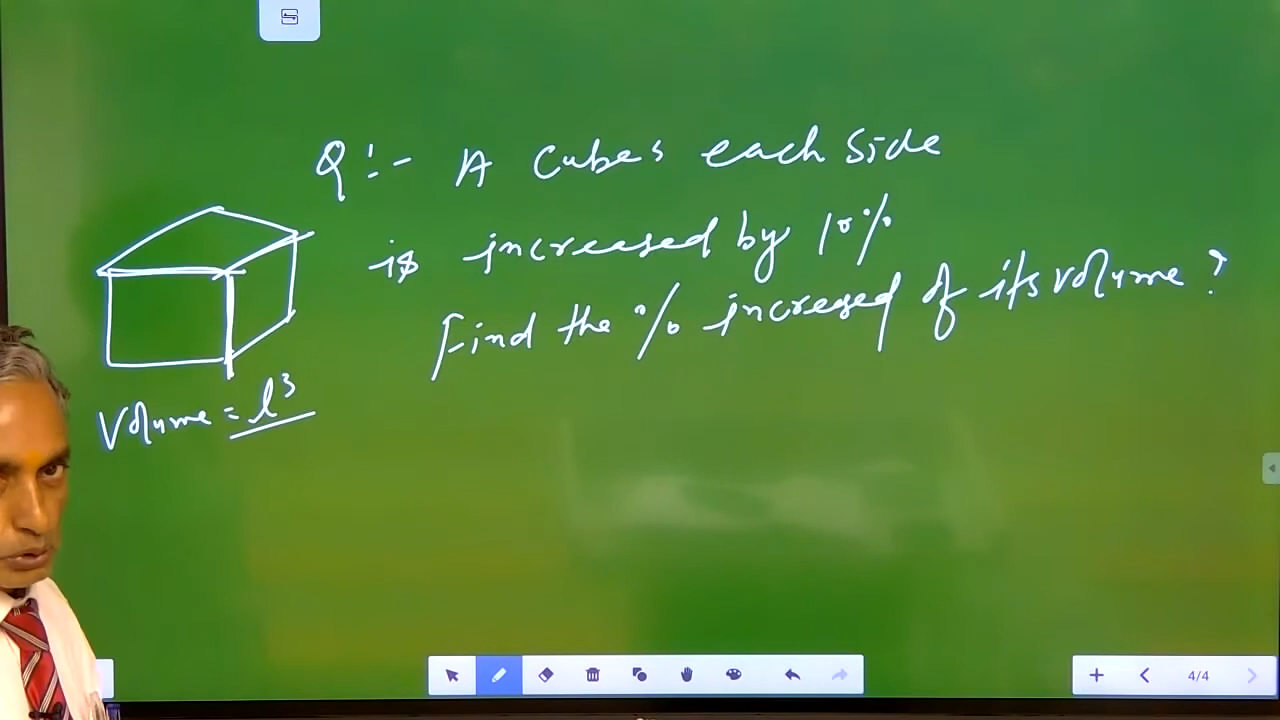 Q:- A Cubes each side
is increased by 10%
Find the % increased of its volume?
Volume = l³
4/4